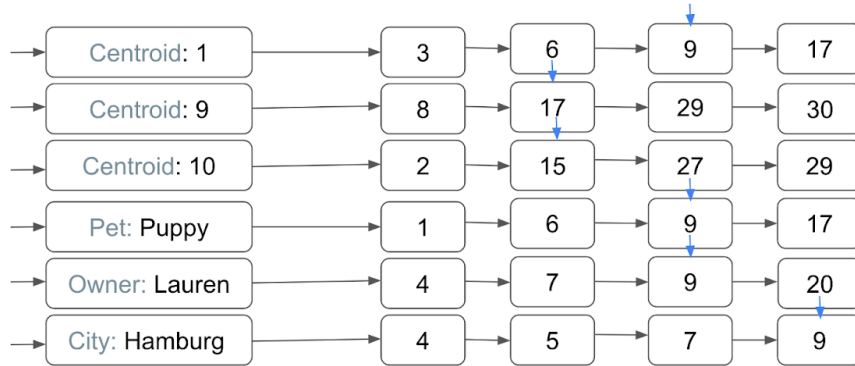 Centroid: 1 3 6 9 17
Centroid: 9 8 17 29 30
Centroid: 10 2 15 27 29
Pet: Puppy 1 6 9 17
Owner: Lauren 4 7 9 20
City: Hamburg 4 5 7 9